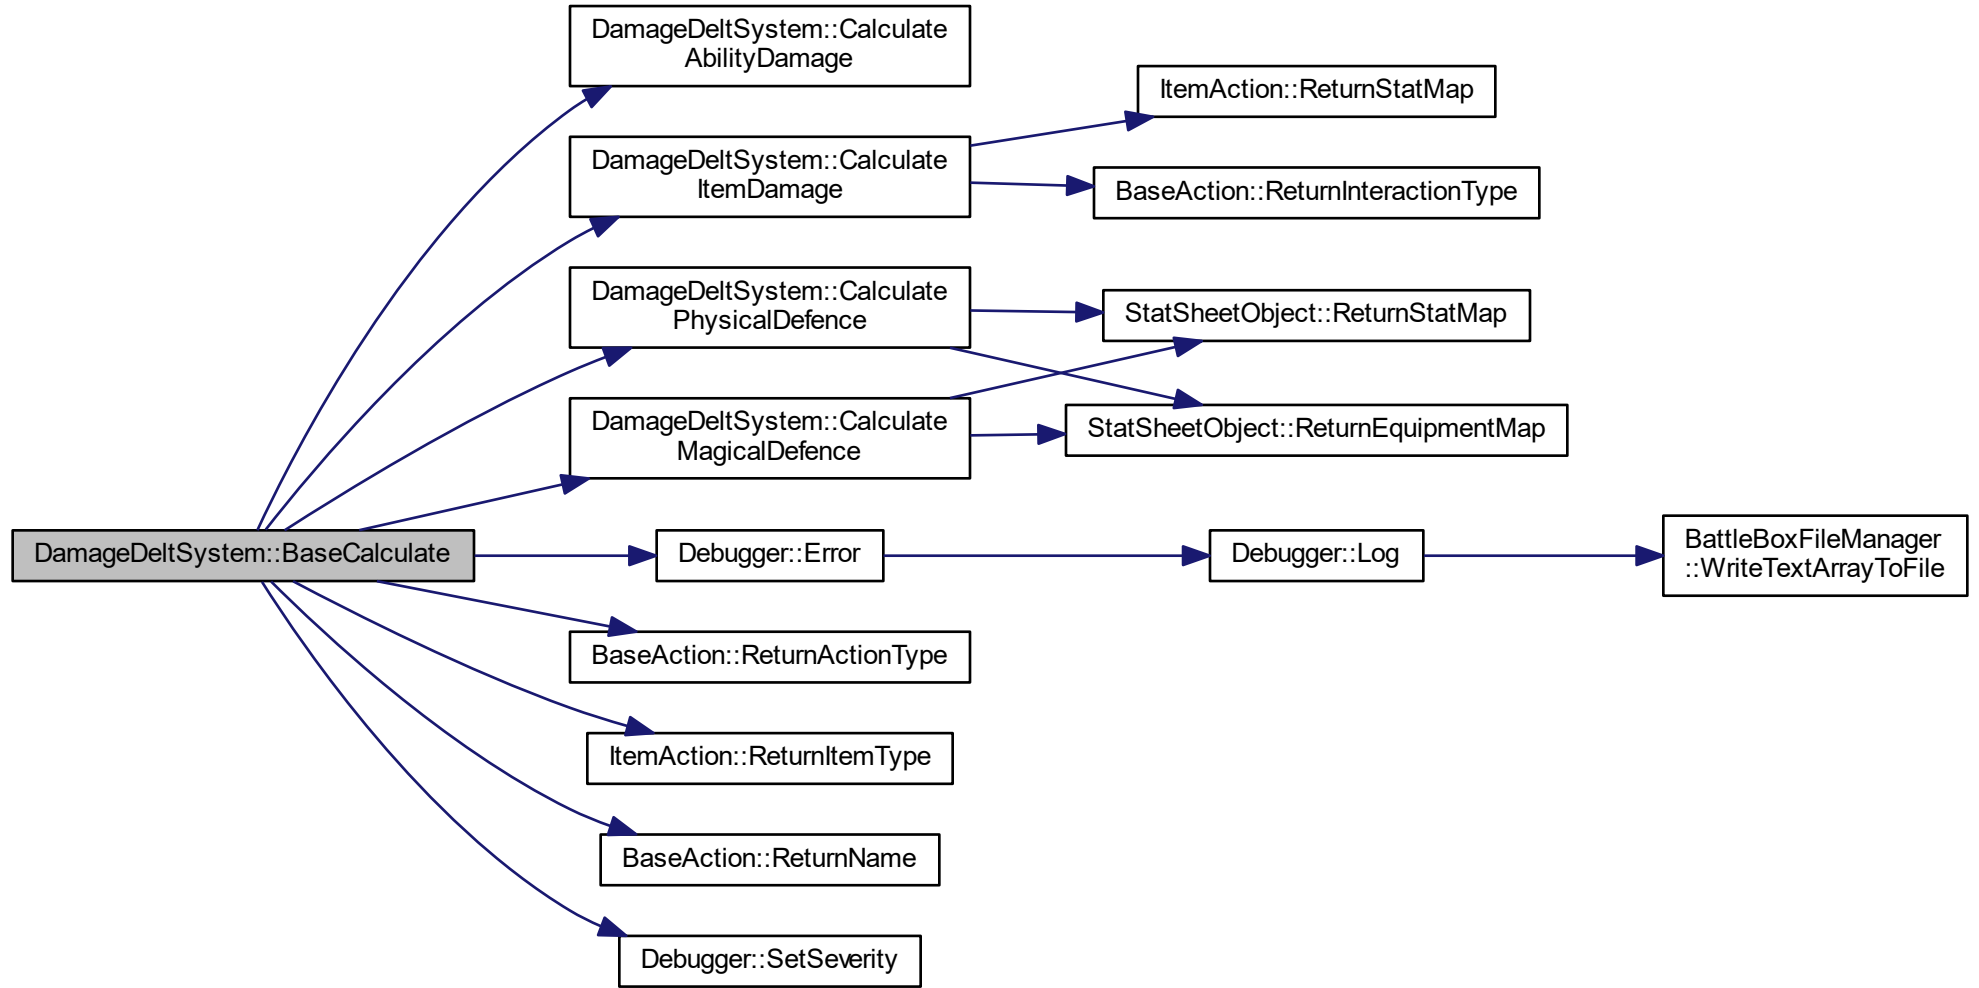 DamageDeltSystem::Calculate
AbilityDamage
ItemAction::ReturnStatMap
DamageDeltSystem::Calculate
ItemDamage
BaseAction::ReturnInteractionType
DamageDeltSystem::Calculate
PhysicalDefence
StatSheetObject::ReturnStatMap
DamageDeltSystem::Calculate
MagicalDefence
StatSheetObject::ReturnEquipmentMap
DamageDeltSystem::BaseCalculate
Debugger::Error
Debugger::Log
BattleBoxFileManager
::WriteTextArrayToFile
BaseAction::ReturnActionType
ItemAction::ReturnItemType
BaseAction::ReturnName
Debugger::SetSeverity